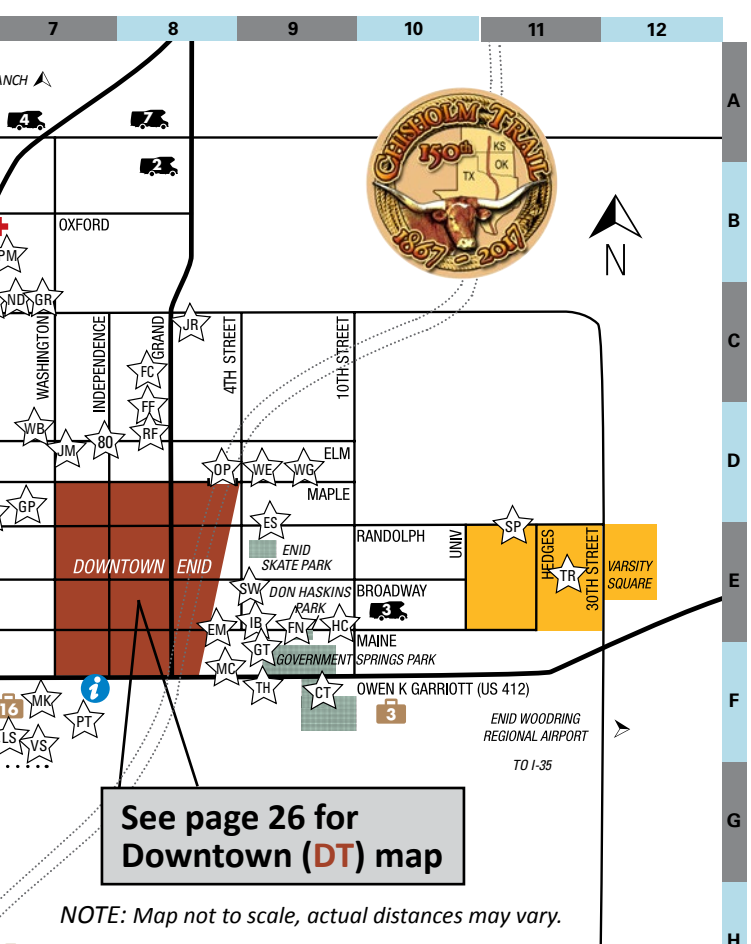 7 8 9 10 11 12
A
B
C
D
E
F
G
H
ANCH
4
7
2
CHISHOLM TRAIL
150th
KS
OK
TX
1867 - 2017
N
OXFORD
PM
ND GR
WASHINGTON
INDEPENDENCE
GRAND
JR
4TH STREET
10TH STREET
FC
FF
RF
WB
JM
80
OP WE WG
ELM
MAPLE
GP
ES
SP
RANDOLPH
UNIV
HEDGES
30TH STREET
ENID
SKATE PARK
DOWNTOWN ENID
TR
VARSITY
SQUARE
SW
DON HASKINS
PARK
BROADWAY
3
EM
IB
FN
HC
MAINE
GT
GOVERNMENT SPRINGS PARK
MC
TH
CT
OWEN K GARRIOTT (US 412)
i
16
MK
PT
LS
VS
3
ENID WOODRING
REGIONAL AIRPORT
TO I-35
See page 26 for
Downtown (DT) map
NOTE: Map not to scale, actual distances may vary.